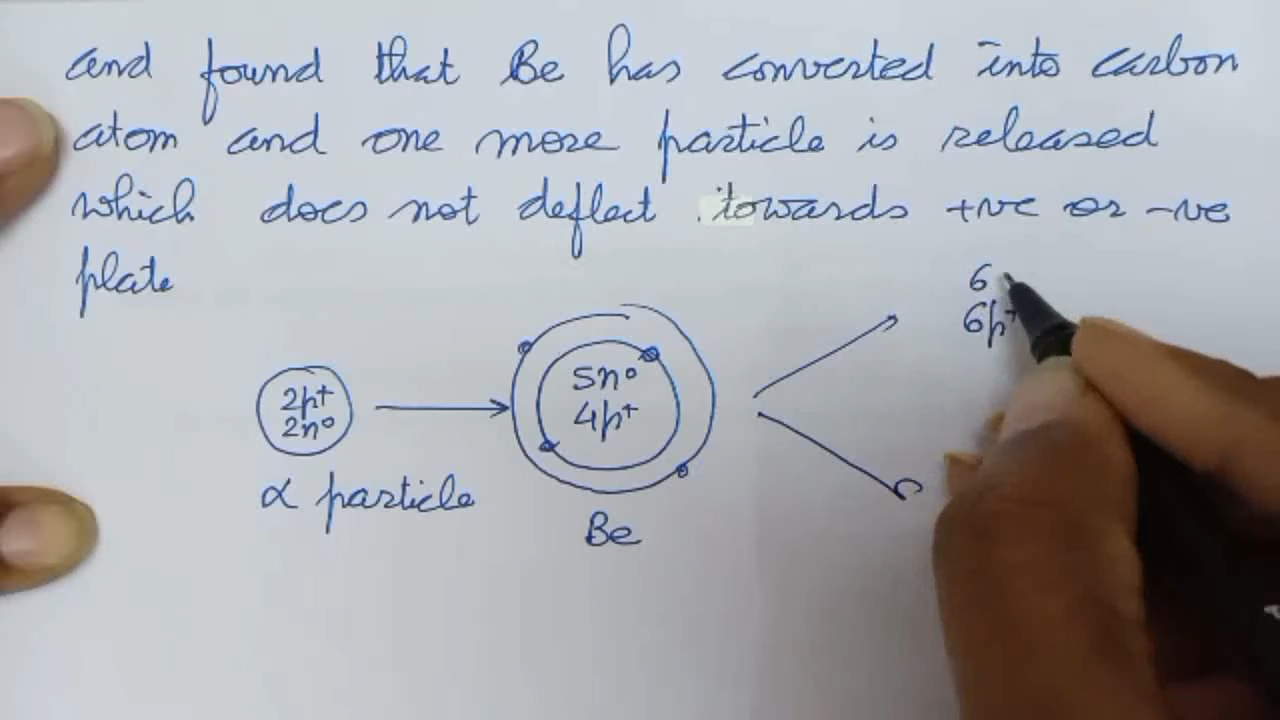 and found that Be has converted into carbon
atom and one more particle is released
which does not deflect towards +ve or -ve
plate
6
6p+
5n°
4p+
2p+
2n°
α particle
Be